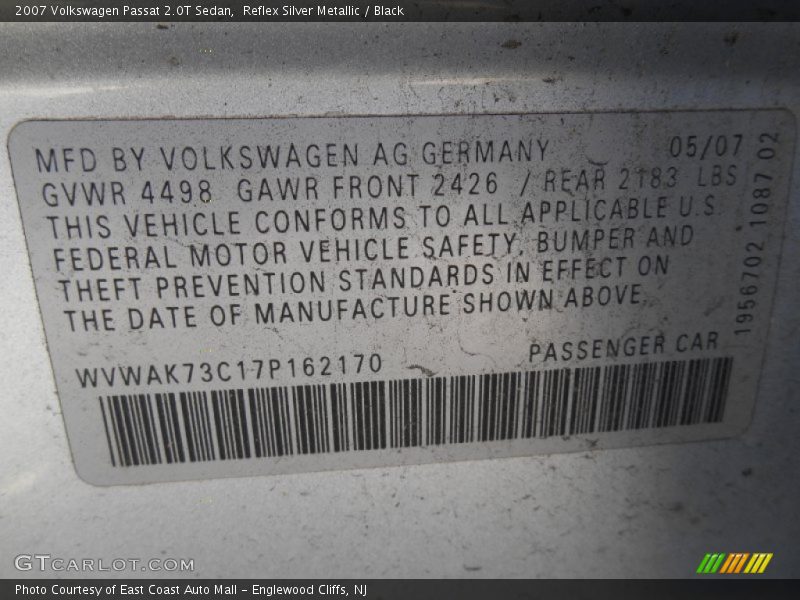 2007 Volkswagen Passat 2.0T Sedan,  Reflex Silver Metallic / Black
MFD BY VOLKSWAGEN AG GERMANY 05/07
GVWR 4498 GAWR FRONT 2426 / REAR 2183 LBS
THIS VEHICLE CONFORMS TO ALL APPLICABLE U.S
FEDERAL MOTOR VEHICLE SAFETY, BUMPER AND
THEFT PREVENTION STANDARDS IN EFFECT ON
THE DATE OF MANUFACTURE SHOWN ABOVE.
1956702 1087 02
WVWAK73C17P162170 PASSENGER CAR
GTCARLOT.COM
Photo Courtesy of East Coast Auto Mall - Englewood Cliffs, NJ